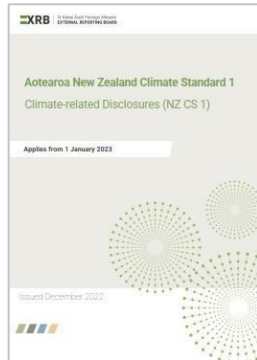 XRB
Te Kāwai Ārahi Pūrongo Mōwaho
EXTERNAL REPORTING BOARD
Aotearoa New Zealand Climate Standard 1
Climate-related Disclosures (NZ CS 1)
Applies from 1 January 2023
Issued December 2022